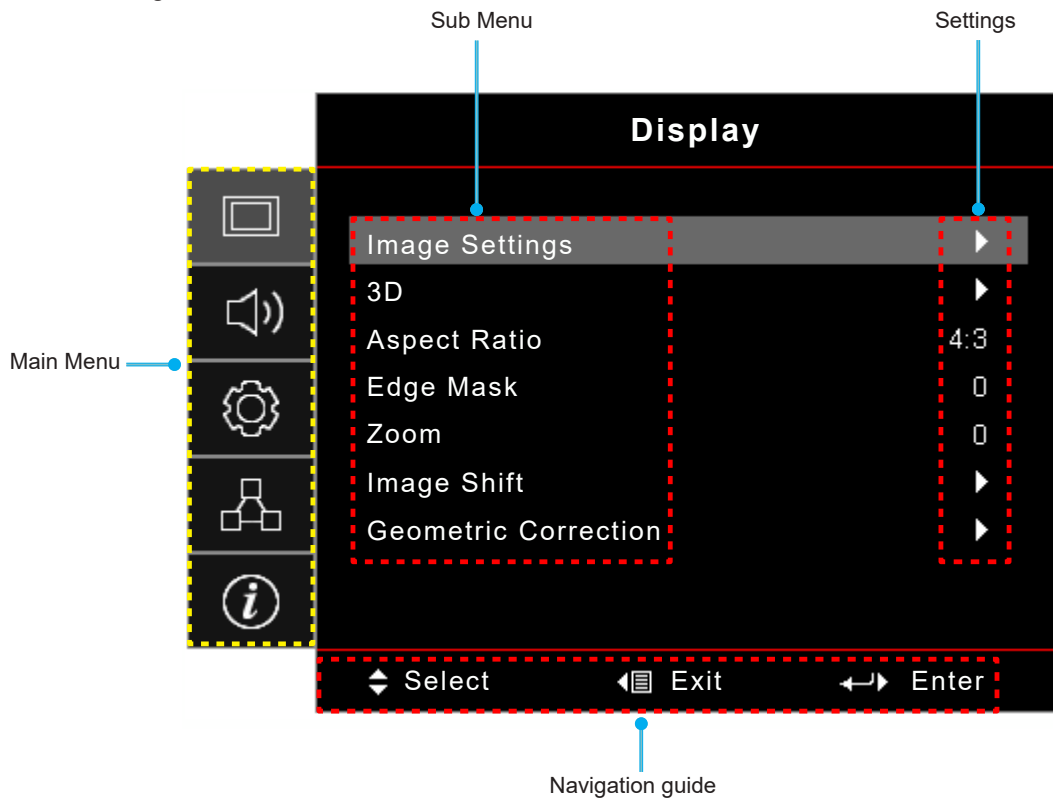 Sub Menu
Settings
Display
Image Settings
3D
Aspect Ratio 4:3
Main Menu
Edge Mask 0
Zoom 0
Image Shift
Geometric Correction
i
Select Exit Enter
Navigation guide